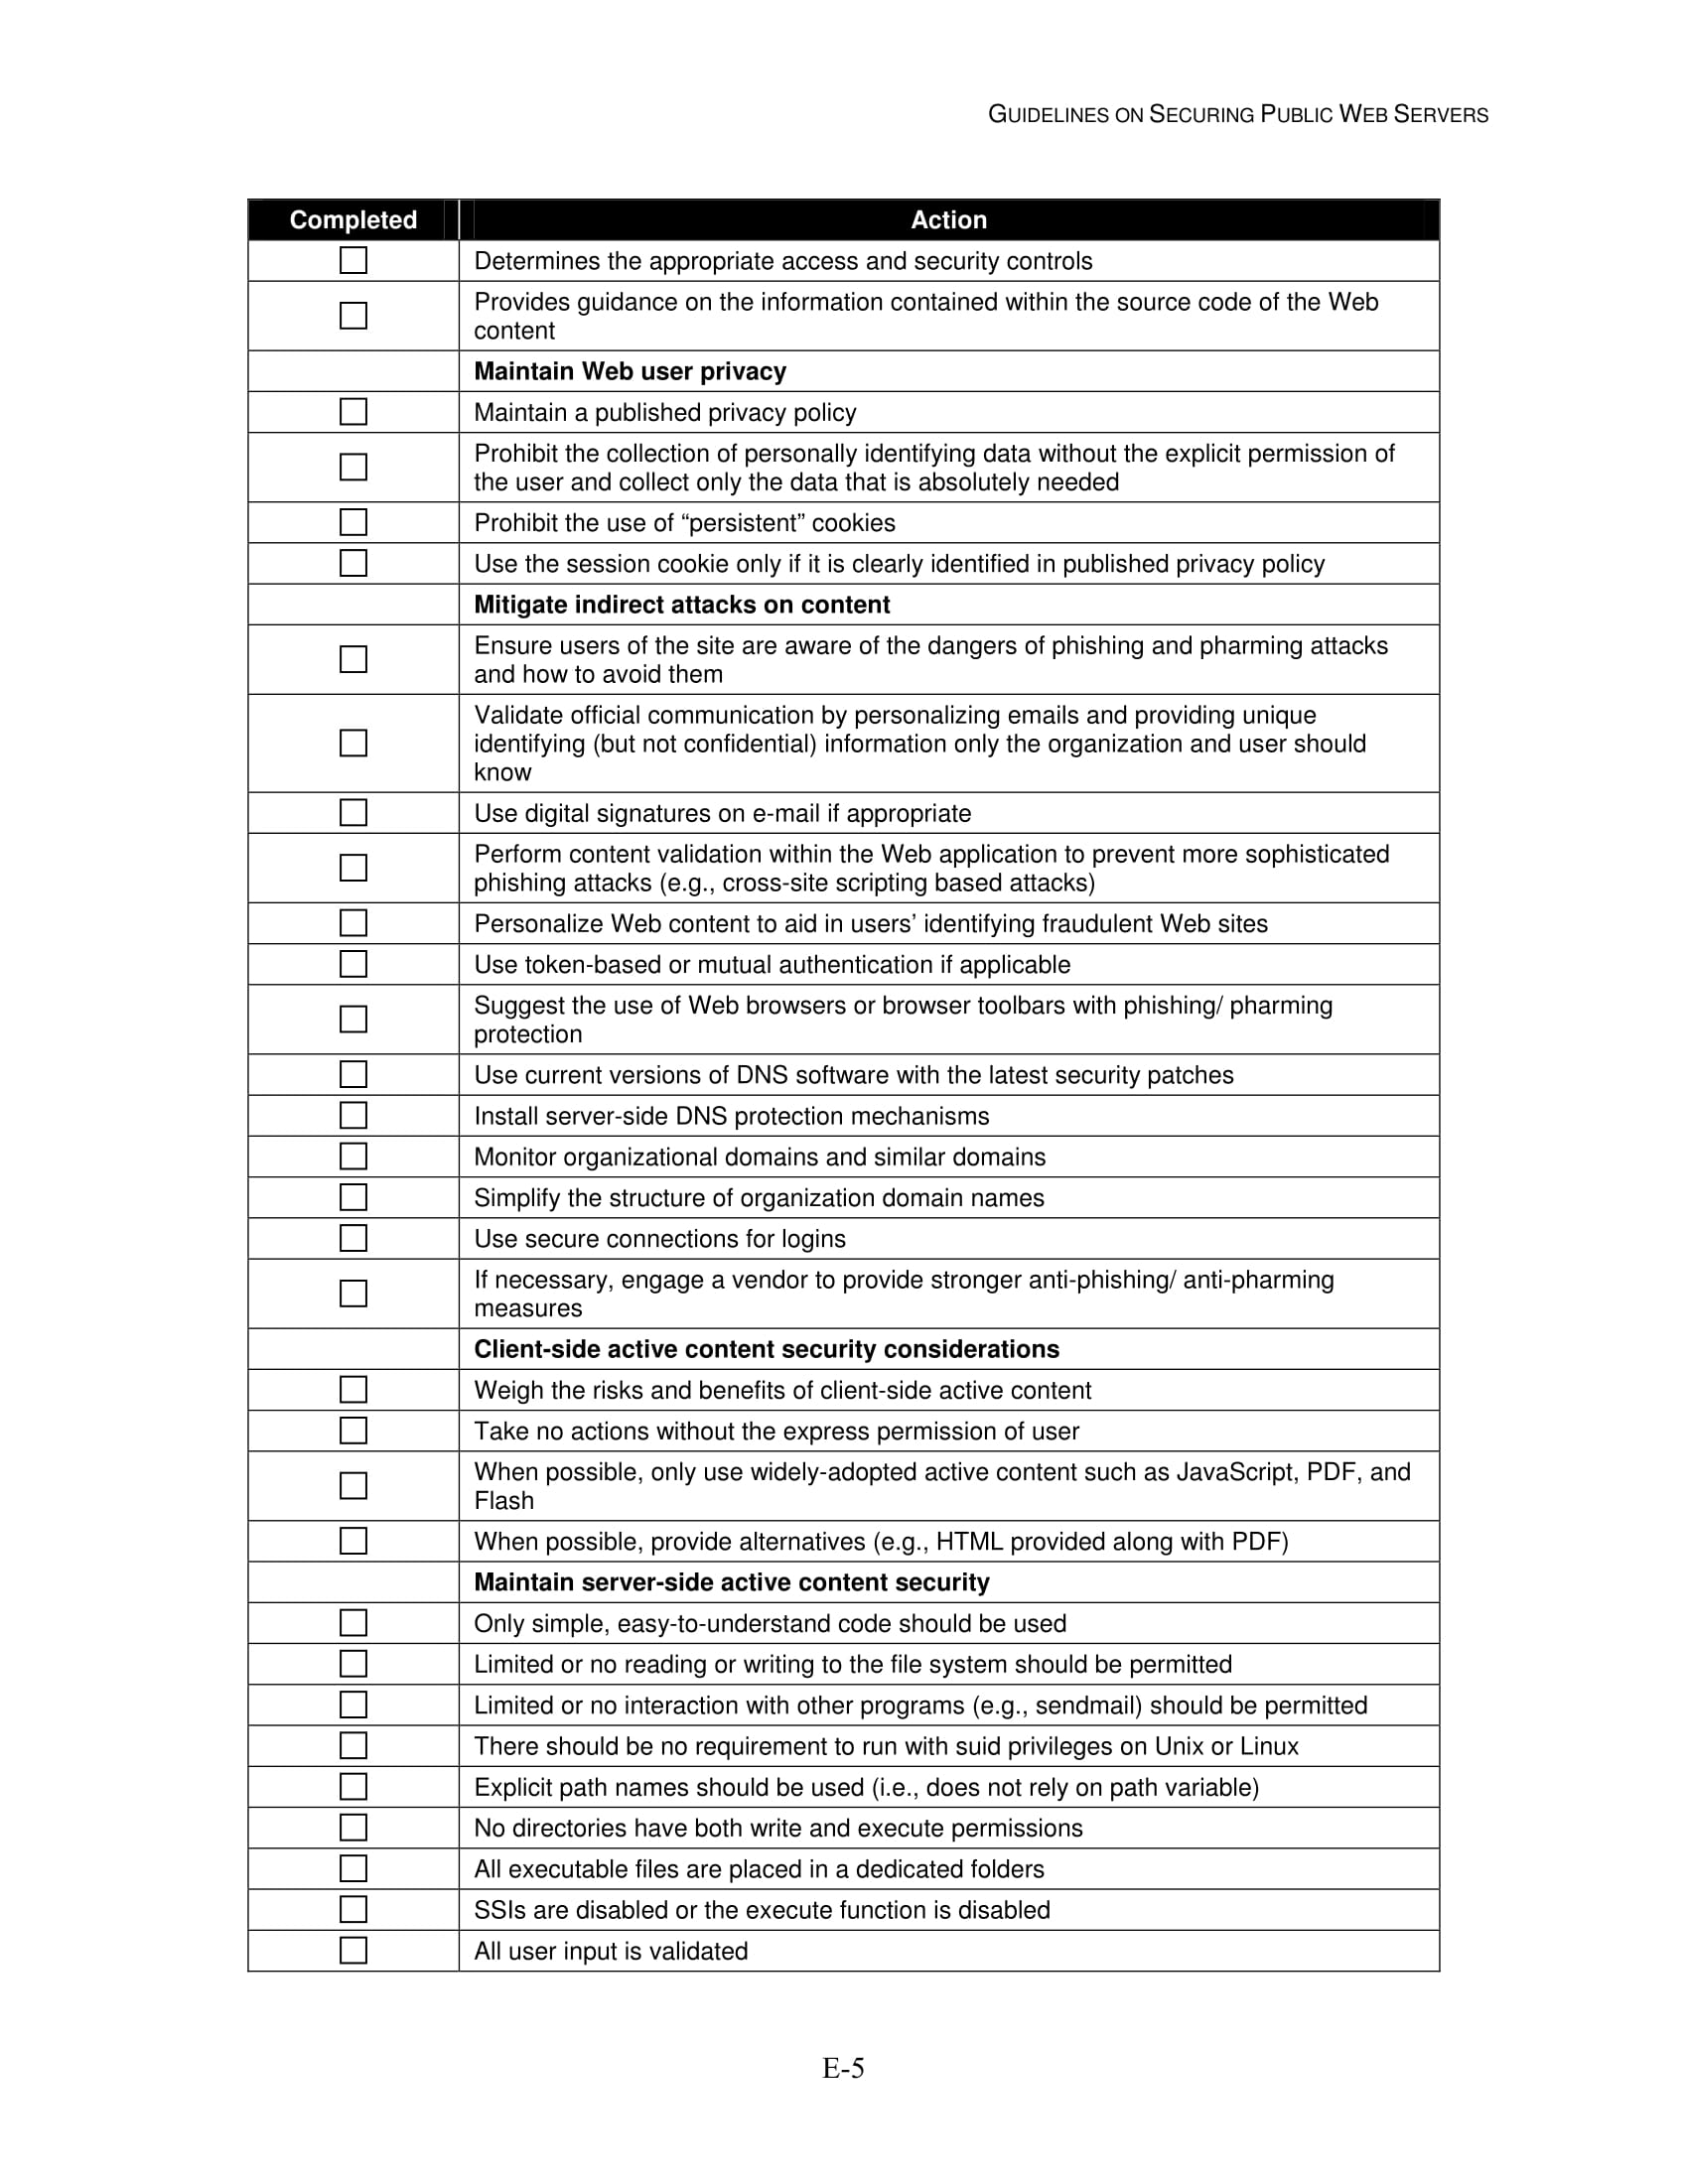 GUIDELINES ON SECURING PUBLIC WEB SERVERS
Completed Action
Determines the appropriate access and security controls
Provides guidance on the information contained within the source code of the Web
content
Maintain Web user privacy
Maintain a published privacy policy
Prohibit the collection of personally identifying data without the explicit permission of
the user and collect only the data that is absolutely needed
Prohibit the use of “persistent” cookies
Use the session cookie only if it is clearly identified in published privacy policy
Mitigate indirect attacks on content
Ensure users of the site are aware of the dangers of phishing and pharming attacks
and how to avoid them
Validate official communication by personalizing emails and providing unique
identifying (but not confidential) information only the organization and user should
know
Use digital signatures on e-mail if appropriate
Perform content validation within the Web application to prevent more sophisticated
phishing attacks (e.g., cross-site scripting based attacks)
Personalize Web content to aid in users’ identifying fraudulent Web sites
Use token-based or mutual authentication if applicable
Suggest the use of Web browsers or browser toolbars with phishing/ pharming
protection
Use current versions of DNS software with the latest security patches
Install server-side DNS protection mechanisms
Monitor organizational domains and similar domains
Simplify the structure of organization domain names
Use secure connections for logins
If necessary, engage a vendor to provide stronger anti-phishing/ anti-pharming
measures
Client-side active content security considerations
Weigh the risks and benefits of client-side active content
Take no actions without the express permission of user
When possible, only use widely-adopted active content such as JavaScript, PDF, and
Flash
When possible, provide alternatives (e.g., HTML provided along with PDF)
Maintain server-side active content security
Only simple, easy-to-understand code should be used
Limited or no reading or writing to the file system should be permitted
Limited or no interaction with other programs (e.g., sendmail) should be permitted
There should be no requirement to run with suid privileges on Unix or Linux
Explicit path names should be used (i.e., does not rely on path variable)
No directories have both write and execute permissions
All executable files are placed in a dedicated folders
SSIs are disabled or the execute function is disabled
All user input is validated
E-5